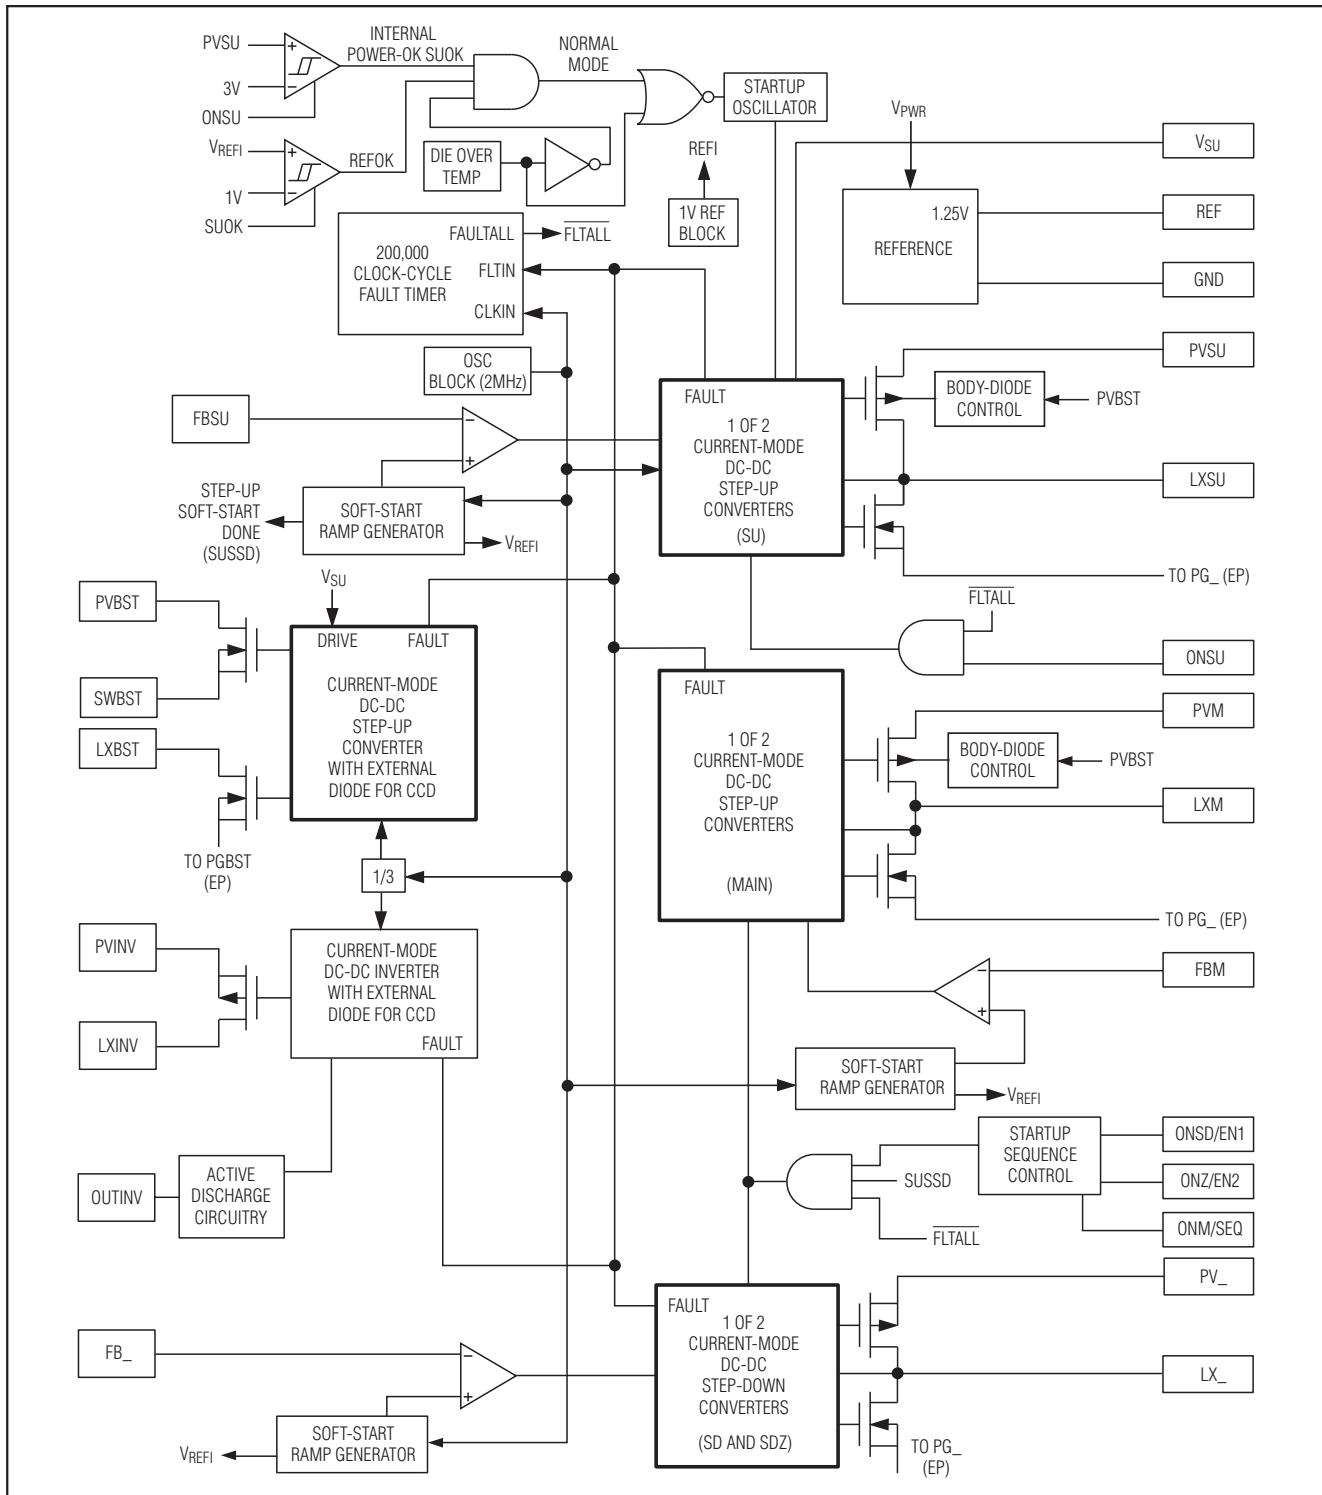 PVSU
+
INTERNAL
POWER-OK SUOK
NORMAL
MODE
3V
−
ONSU
STARTUP
OSCILLATOR
VPWR
VSU
VREFI
+
REFOK
1V
−
SUOK
DIE OVER
TEMP
REFI
1V REF
BLOCK
1.25V
REFERENCE
REF
GND
FAULTALL
FLTALL
200,000
CLOCK-CYCLE
FAULT TIMER
FLTIN
CLKIN
OSC
BLOCK (2MHz)
PVSU
BODY-DIODE
CONTROL
PVBST
FBSU
−
+
FAULT
1 OF 2
CURRENT-MODE
DC-DC
STEP-UP
CONVERTERS
(SU)
LXSU
STEP-UP
SOFT-START
DONE
(SUSSD)
SOFT-START
RAMP GENERATOR
VREFI
TO PG_ (EP)
FLTALL
ONSU
VSU
PVBST
DRIVE
FAULT
SWBST
CURRENT-MODE
DC-DC
STEP-UP
CONVERTER
WITH EXTERNAL
DIODE FOR CCD
LXBST
TO PGBST
(EP)
1/3
FAULT
1 OF 2
CURRENT-MODE
DC-DC
STEP-UP
CONVERTERS
(MAIN)
PVM
BODY-DIODE
CONTROL
PVBST
LXM
TO PG_ (EP)
PVINV
CURRENT-MODE
DC-DC INVERTER
WITH EXTERNAL
DIODE FOR CCD
FAULT
LXINV
−
+
FBM
SOFT-START
RAMP GENERATOR
VREFI
OUTINV
ACTIVE
DISCHARGE
CIRCUITRY
SUSSD
FLTALL
STARTUP
SEQUENCE
CONTROL
ONSD/EN1
ONZ/EN2
ONM/SEQ
PV_
FAULT
1 OF 2
CURRENT-MODE
DC-DC
STEP-DOWN
CONVERTERS
(SD AND SDZ)
FB_
−
+
LX_
VREFI
SOFT-START
RAMP GENERATOR
TO PG_
(EP)